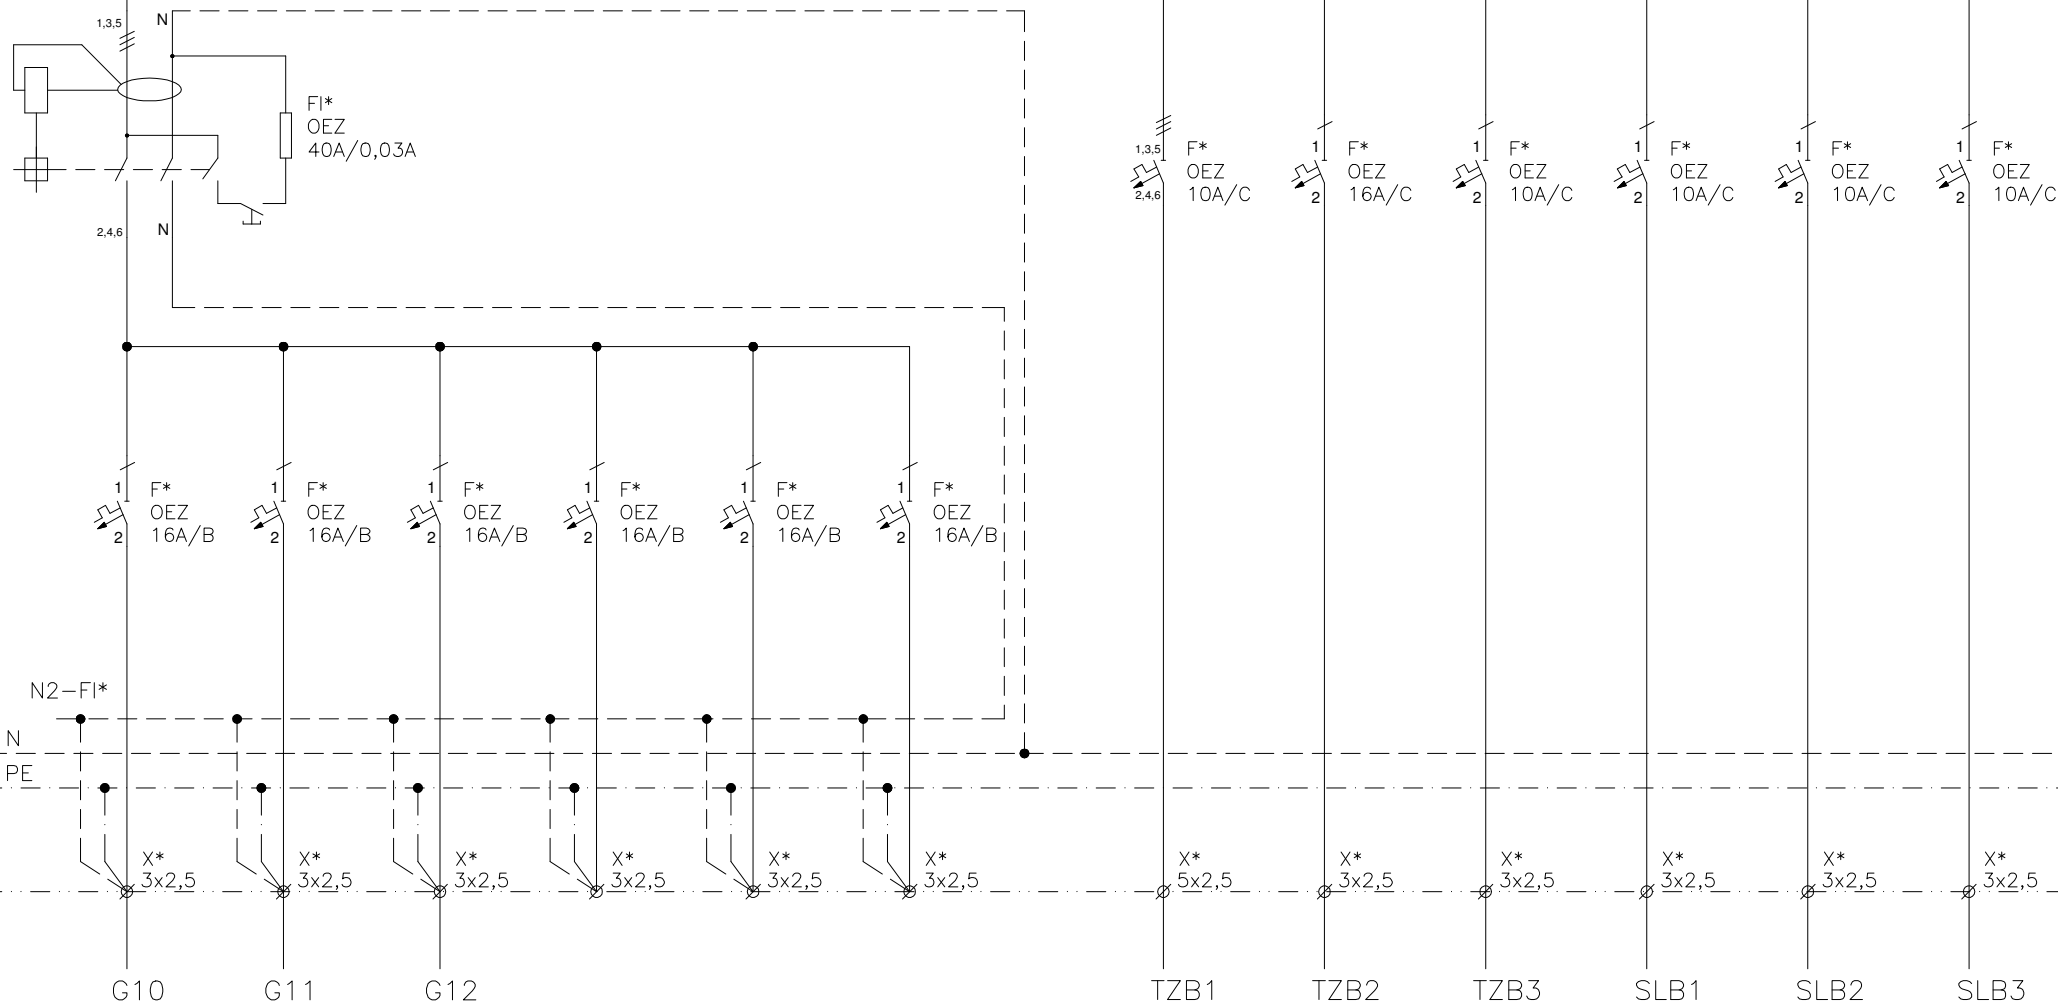 1,3,5
N
FI*
OEZ
40A/0,03A
2,4,6
N
1,3,5
F*
OEZ
10A/C
2,4,6
1
F*
OEZ
16A/C
2
1
F*
OEZ
10A/C
2
1
F*
OEZ
10A/C
2
1
F*
OEZ
10A/C
2
1
F*
OEZ
10A/C
2
1
F*
OEZ
16A/B
2
1
F*
OEZ
16A/B
2
1
F*
OEZ
16A/B
2
1
F*
OEZ
16A/B
2
1
F*
OEZ
16A/B
2
1
F*
OEZ
16A/B
2
N2-FI*
N
PE
X*
3x2,5
X*
3x2,5
X*
3x2,5
X*
3x2,5
X*
3x2,5
X*
3x2,5
X*
5x2,5
X*
3x2,5
X*
3x2,5
X*
3x2,5
X*
3x2,5
X*
3x2,5
G10
G11
G12
TZB1
TZB2
TZB3
SLB1
SLB2
SLB3